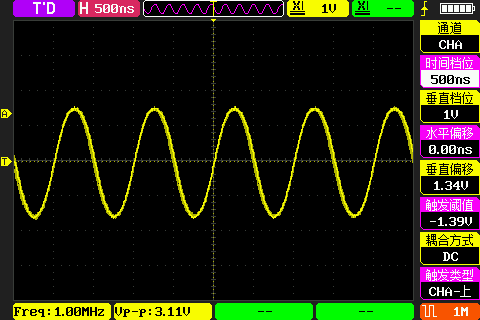 T'D H 500ns X1 1V X1 --
通道
CHA
时间档位
500ns
A
垂直档位
1V
水平偏移
0.00ns
T
垂直偏移
1.34V
触发阈值
-1.39V
耦合方式
DC
触发类型
CHA-上
Freq:1.00MHz Vp-p:3.11V -- -- 1M